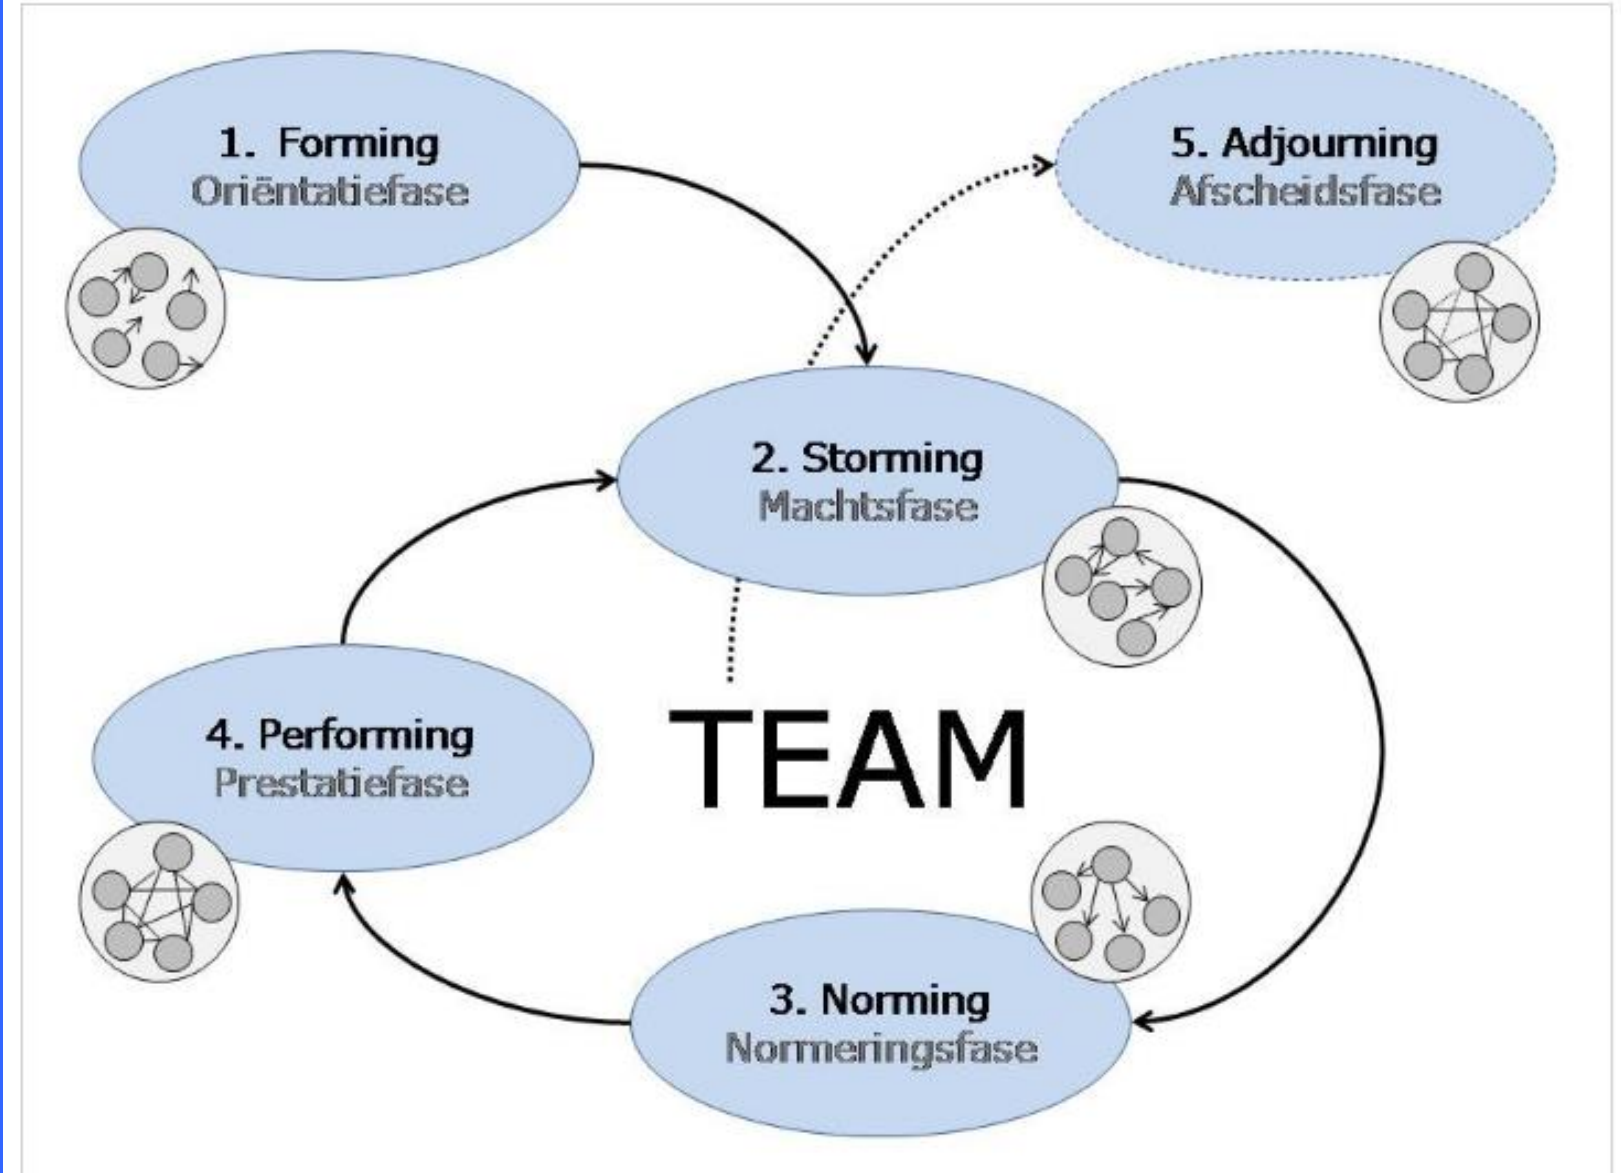 1. Forming
Oriëntatiefase
5. Adjourning
Afscheidsfase
2. Storming
Machtsfase
4. Performing
Prestatiefase
TEAM
3. Norming
Normeringsfase